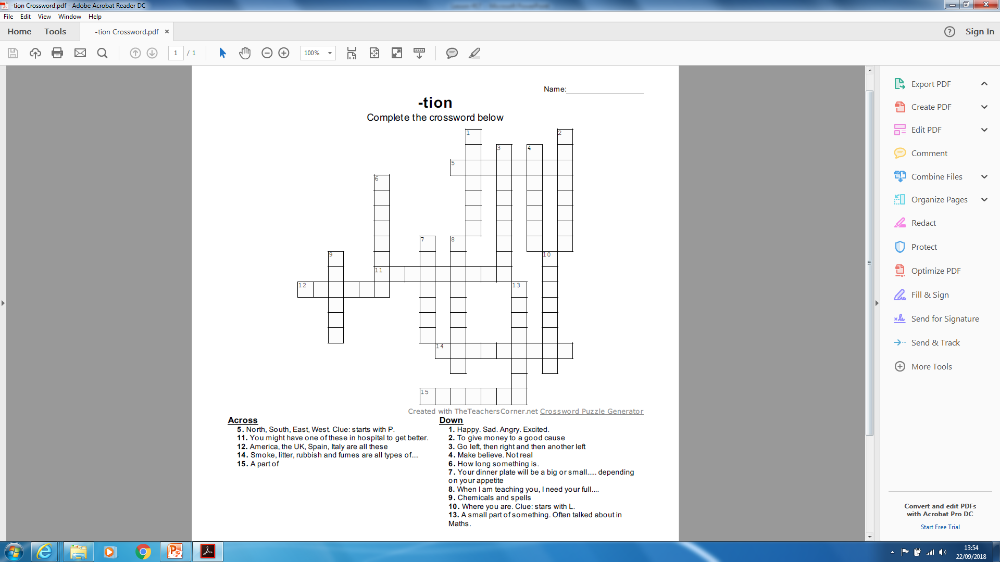 -tion Crossword.pdf - Adobe Acrobat Reader DC
File Edit View Window Help
Home Tools -tion Crossword.pdf × ? Sign In
1 / 1 100%
Name:
-tion
Complete the crossword below
1 2
3 4
5
6
7 8
9 10
11
12 13
14
15
Created with TheTeachersCorner.net Crossword Puzzle Generator
Across
5. North, South, East, West. Clue: starts with P.
11. You might have one of these in hospital to get better.
12. America, the UK, Spain, Italy are all these
14. Smoke, litter, rubbish and fumes are all types of....
15. A part of
Down
1. Happy. Sad. Angry. Excited.
2. To give money to a good cause
3. Go left, then right and then another left
4. Make believe. Not real
6. How long something is.
7. Your dinner plate will be a big or small..... depending
on your appetite
8. When I am teaching you, I need your full....
9. Chemicals and spells
10. Where you are. Clue: stars with L.
13. A small part of something. Often talked about in
Maths.
Export PDF
Create PDF
Edit PDF
Comment
Combine Files
Organize Pages
Redact
Protect
Optimize PDF
Fill & Sign
Send for Signature
Send & Track
More Tools
Convert and edit PDFs
with Acrobat Pro DC
Start Free Trial
13:54
22/09/2018